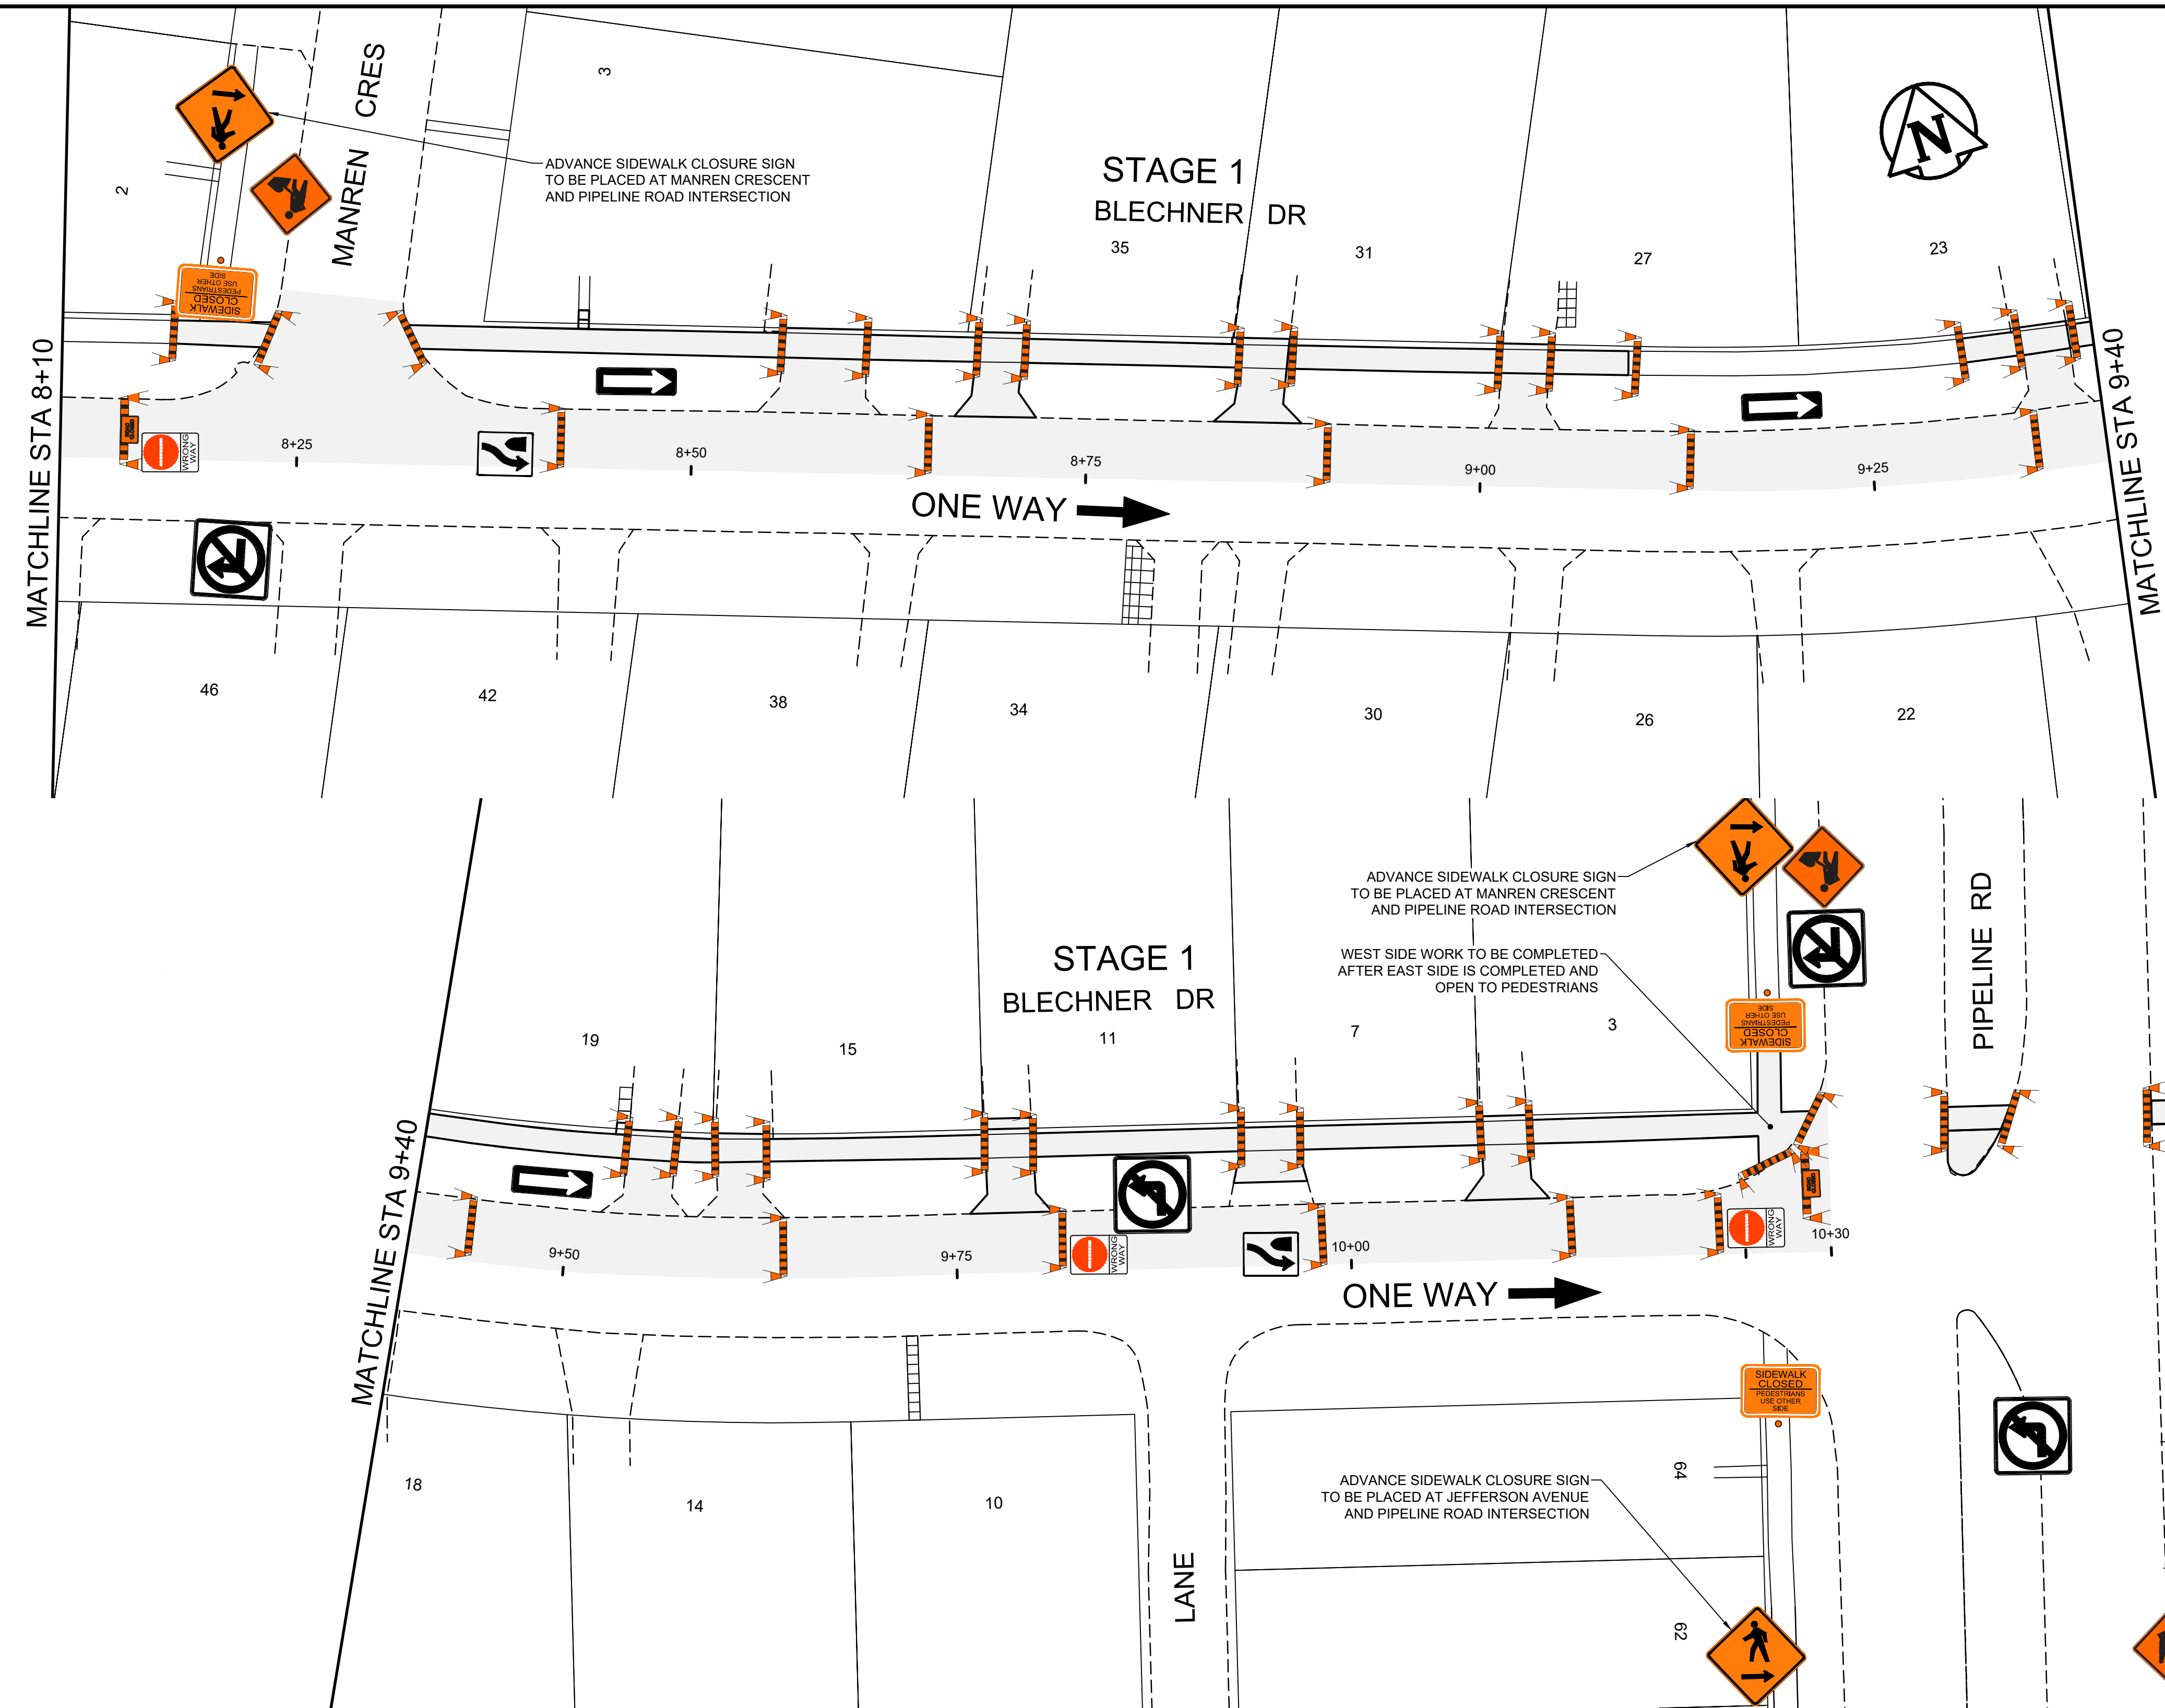 MANREN CRES
3
2
ADVANCE SIDEWALK CLOSURE SIGN
TO BE PLACED AT MANREN CRESCENT
AND PIPELINE ROAD INTERSECTION
STAGE 1
BLECHNER DR
N
35
31
27
23
SIDEWALK
CLOSED
PEDESTRIANS
USE OTHER
SIDE
MATCHLINE STA 8+10
MATCHLINE STA 9+40
WRONG
WAY
8+25
8+50
8+75
9+00
9+25
ONE WAY
46
42
38
34
30
26
22
ADVANCE SIDEWALK CLOSURE SIGN
TO BE PLACED AT MANREN CRESCENT
AND PIPELINE ROAD INTERSECTION
WEST SIDE WORK TO BE COMPLETED
AFTER EAST SIDE IS COMPLETED AND
OPEN TO PEDESTRIANS
STAGE 1
BLECHNER DR
PIPELINE RD
19
15
11
7
3
SIDEWALK
CLOSED
PEDESTRIANS
USE OTHER
SIDE
MATCHLINE STA 9+40
9+50
9+75
WRONG
WAY
10+00
WRONG
WAY
10+30
ONE WAY
SIDEWALK
CLOSED
PEDESTRIANS
USE OTHER
SIDE
18
14
10
LANE
64
62
ADVANCE SIDEWALK CLOSURE SIGN
TO BE PLACED AT JEFFERSON AVENUE
AND PIPELINE ROAD INTERSECTION